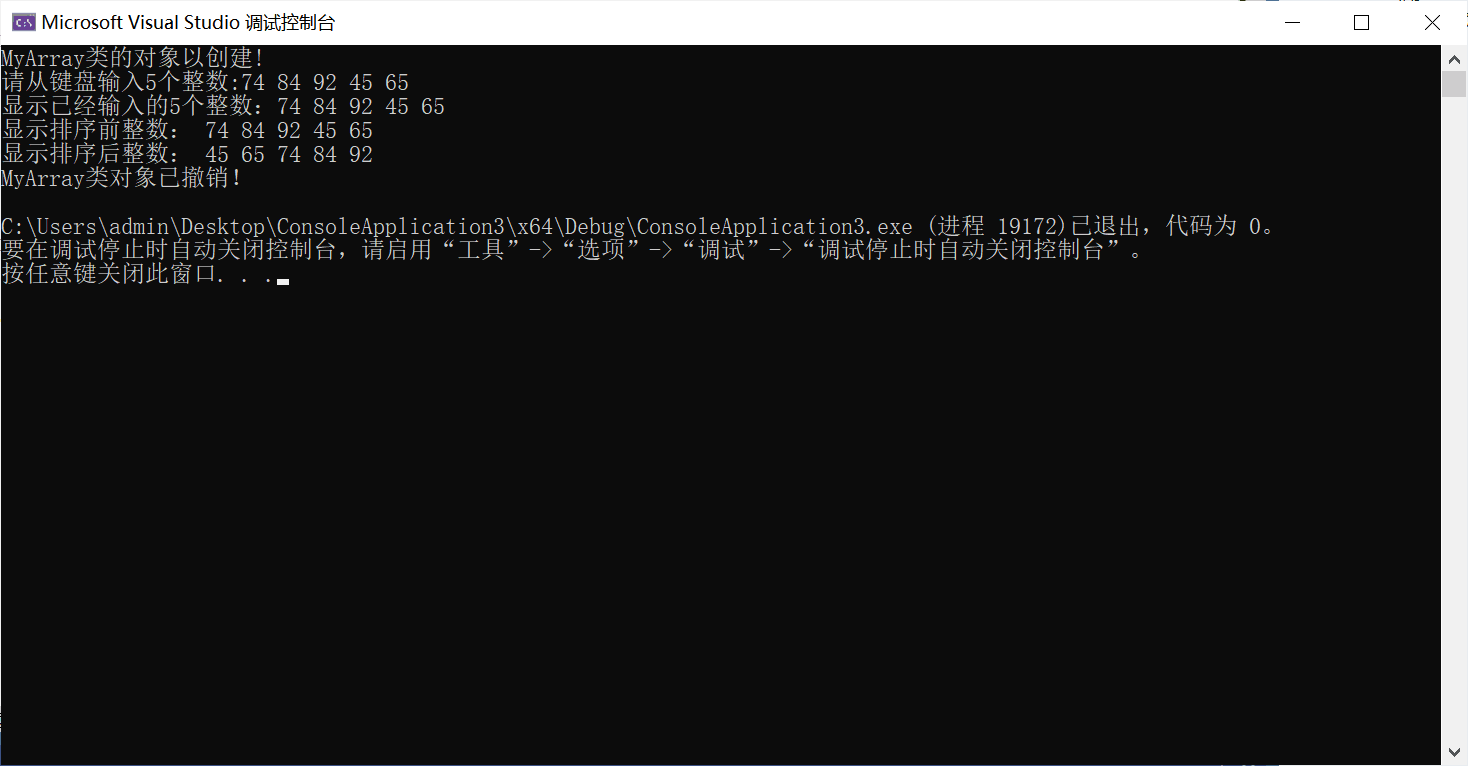 Microsoft Visual Studio 调试控制台
MyArray类的对象以创建!
请从键盘输入5个整数:74 84 92 45 65
显示已经输入的5个整数：74 84 92 45 65
显示排序前整数： 74 84 92 45 65
显示排序后整数： 45 65 74 84 92
MyArray类对象已撤销!
C:\Users\admin\Desktop\ConsoleApplication3\x64\Debug\ConsoleApplication3.exe (进程 19172)已退出，代码为 0。
要在调试停止时自动关闭控制台，请启用“工具”->“选项”->“调试”->“调试停止时自动关闭控制台”。
按任意键关闭此窗口. . .